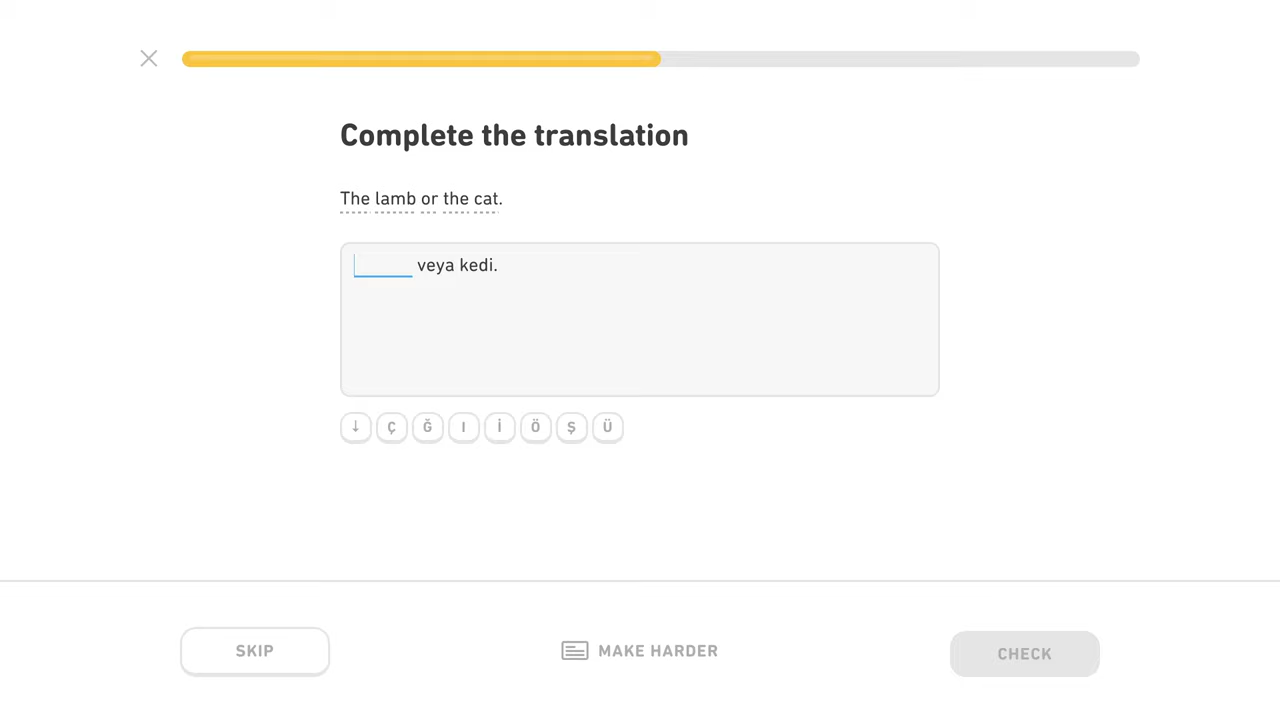 Complete the translation
The lamb or the cat.
veya kedi.
↓ Ç Ğ I İ Ö Ş Ü
SKIP
MAKE HARDER
CHECK